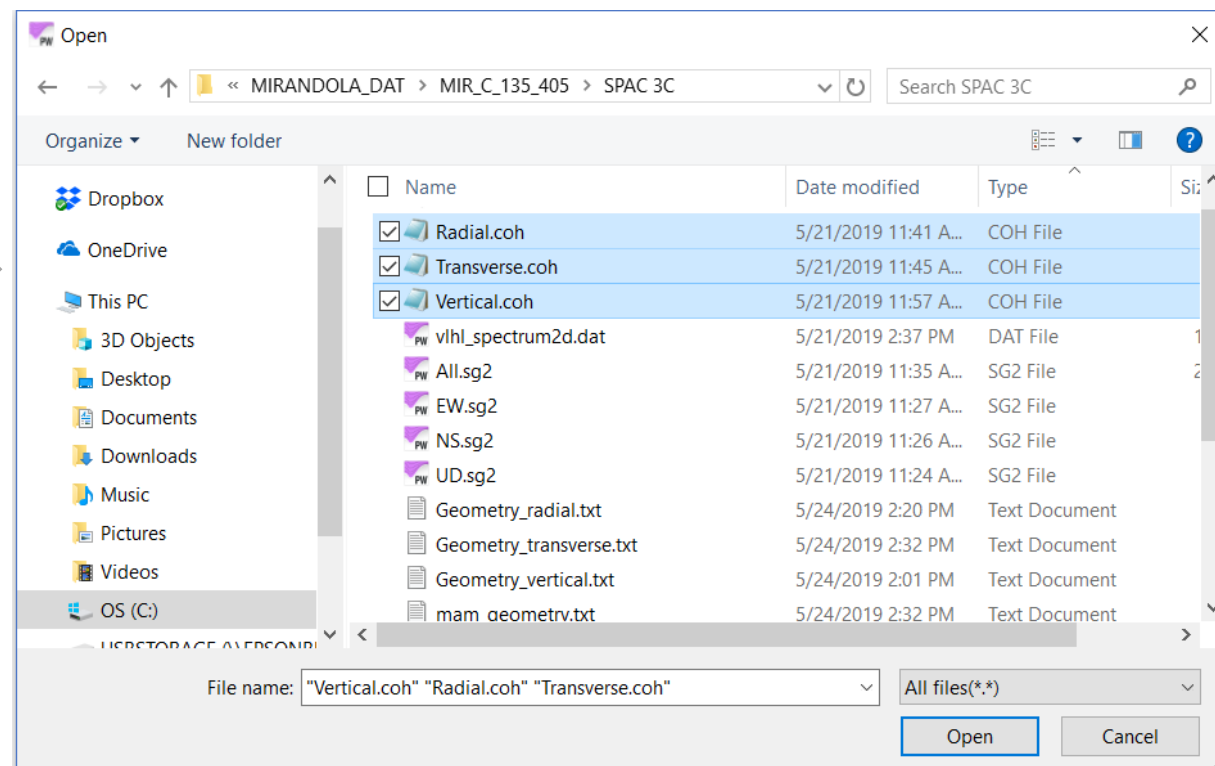 Open
« MIRANDOLA_DAT > MIR_C_135_405 > SPAC 3C
Search SPAC 3C
Organize New folder
Name Date modified Type
Dropbox
OneDrive
This PC
3D Objects
Desktop
Documents
Downloads
Music
Pictures
Videos
OS (C:)
Radial.coh 5/21/2019 11:41 A... COH File
Transverse.coh 5/21/2019 11:45 A... COH File
Vertical.coh 5/21/2019 11:57 A... COH File
PW vlhl_spectrum2d.dat 5/21/2019 2:37 PM DAT File 1
PW All.sg2 5/21/2019 11:35 A... SG2 File 2
PW EW.sg2 5/21/2019 11:27 A... SG2 File
PW NS.sg2 5/21/2019 11:26 A... SG2 File
PW UD.sg2 5/21/2019 11:24 A... SG2 File
Geometry_radial.txt 5/24/2019 2:20 PM Text Document
Geometry_transverse.txt 5/24/2019 2:32 PM Text Document
Geometry_vertical.txt 5/24/2019 2:01 PM Text Document
mam_geometry.txt 5/24/2019 2:32 PM Text Document
File name: "Vertical.coh" "Radial.coh" "Transverse.coh"
All files(*.*)
Open Cancel